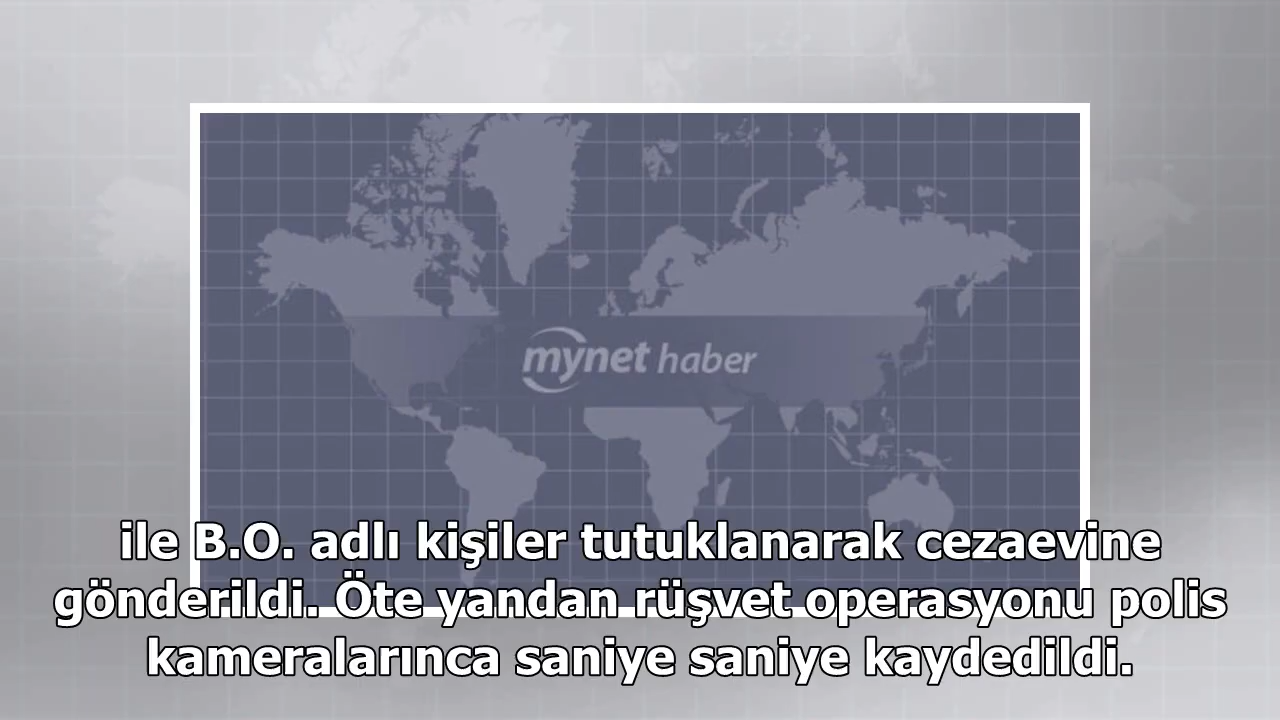 mynet haber
ile B.O. adlı kişiler tutuklanarak cezaevine
gönderildi. Öte yandan rüşvet operasyonu polis
kameralarınca saniye saniye kaydedildi.